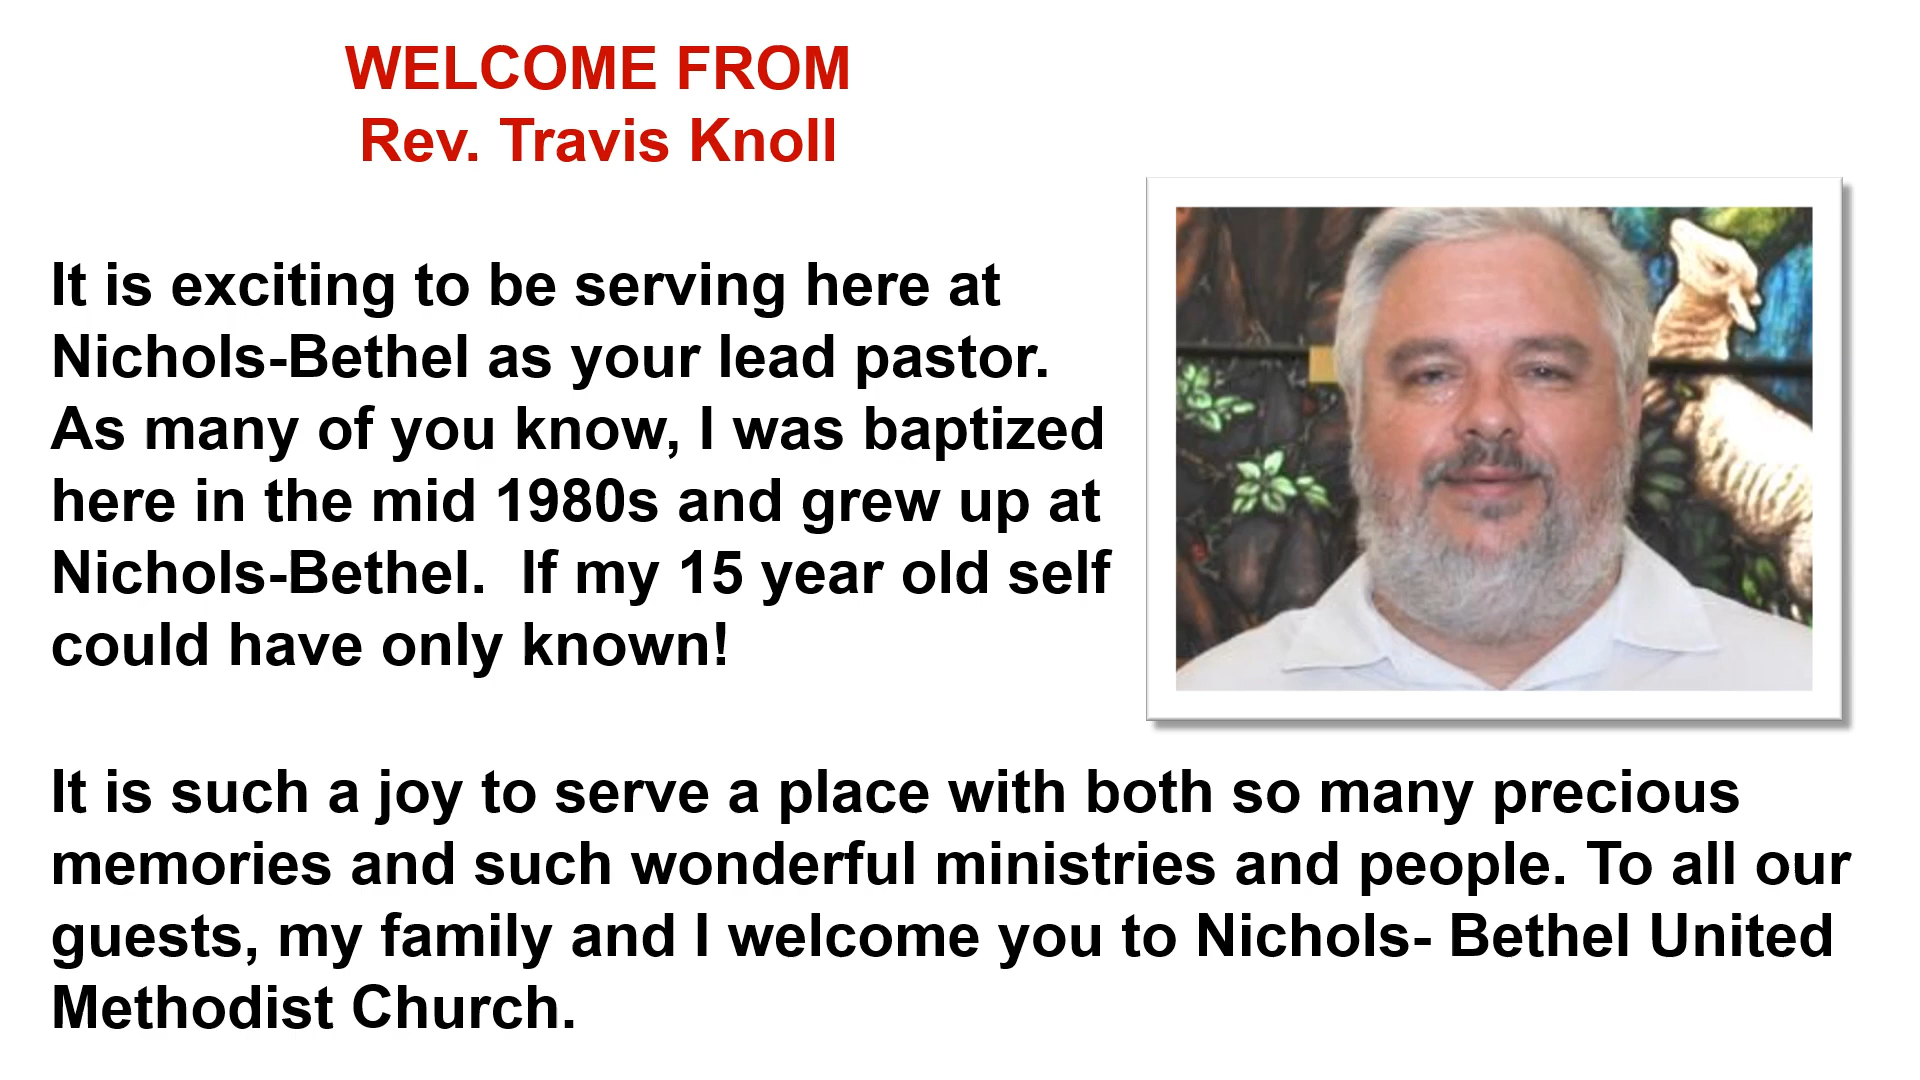 WELCOME FROM
Rev. Travis Knoll
It is exciting to be serving here at
Nichols-Bethel as your lead pastor.
As many of you know, I was baptized
here in the mid 1980s and grew up at
Nichols-Bethel.  If my 15 year old self
could have only known!
It is such a joy to serve a place with both so many precious
memories and such wonderful ministries and people. To all our
guests, my family and I welcome you to Nichols- Bethel United
Methodist Church.